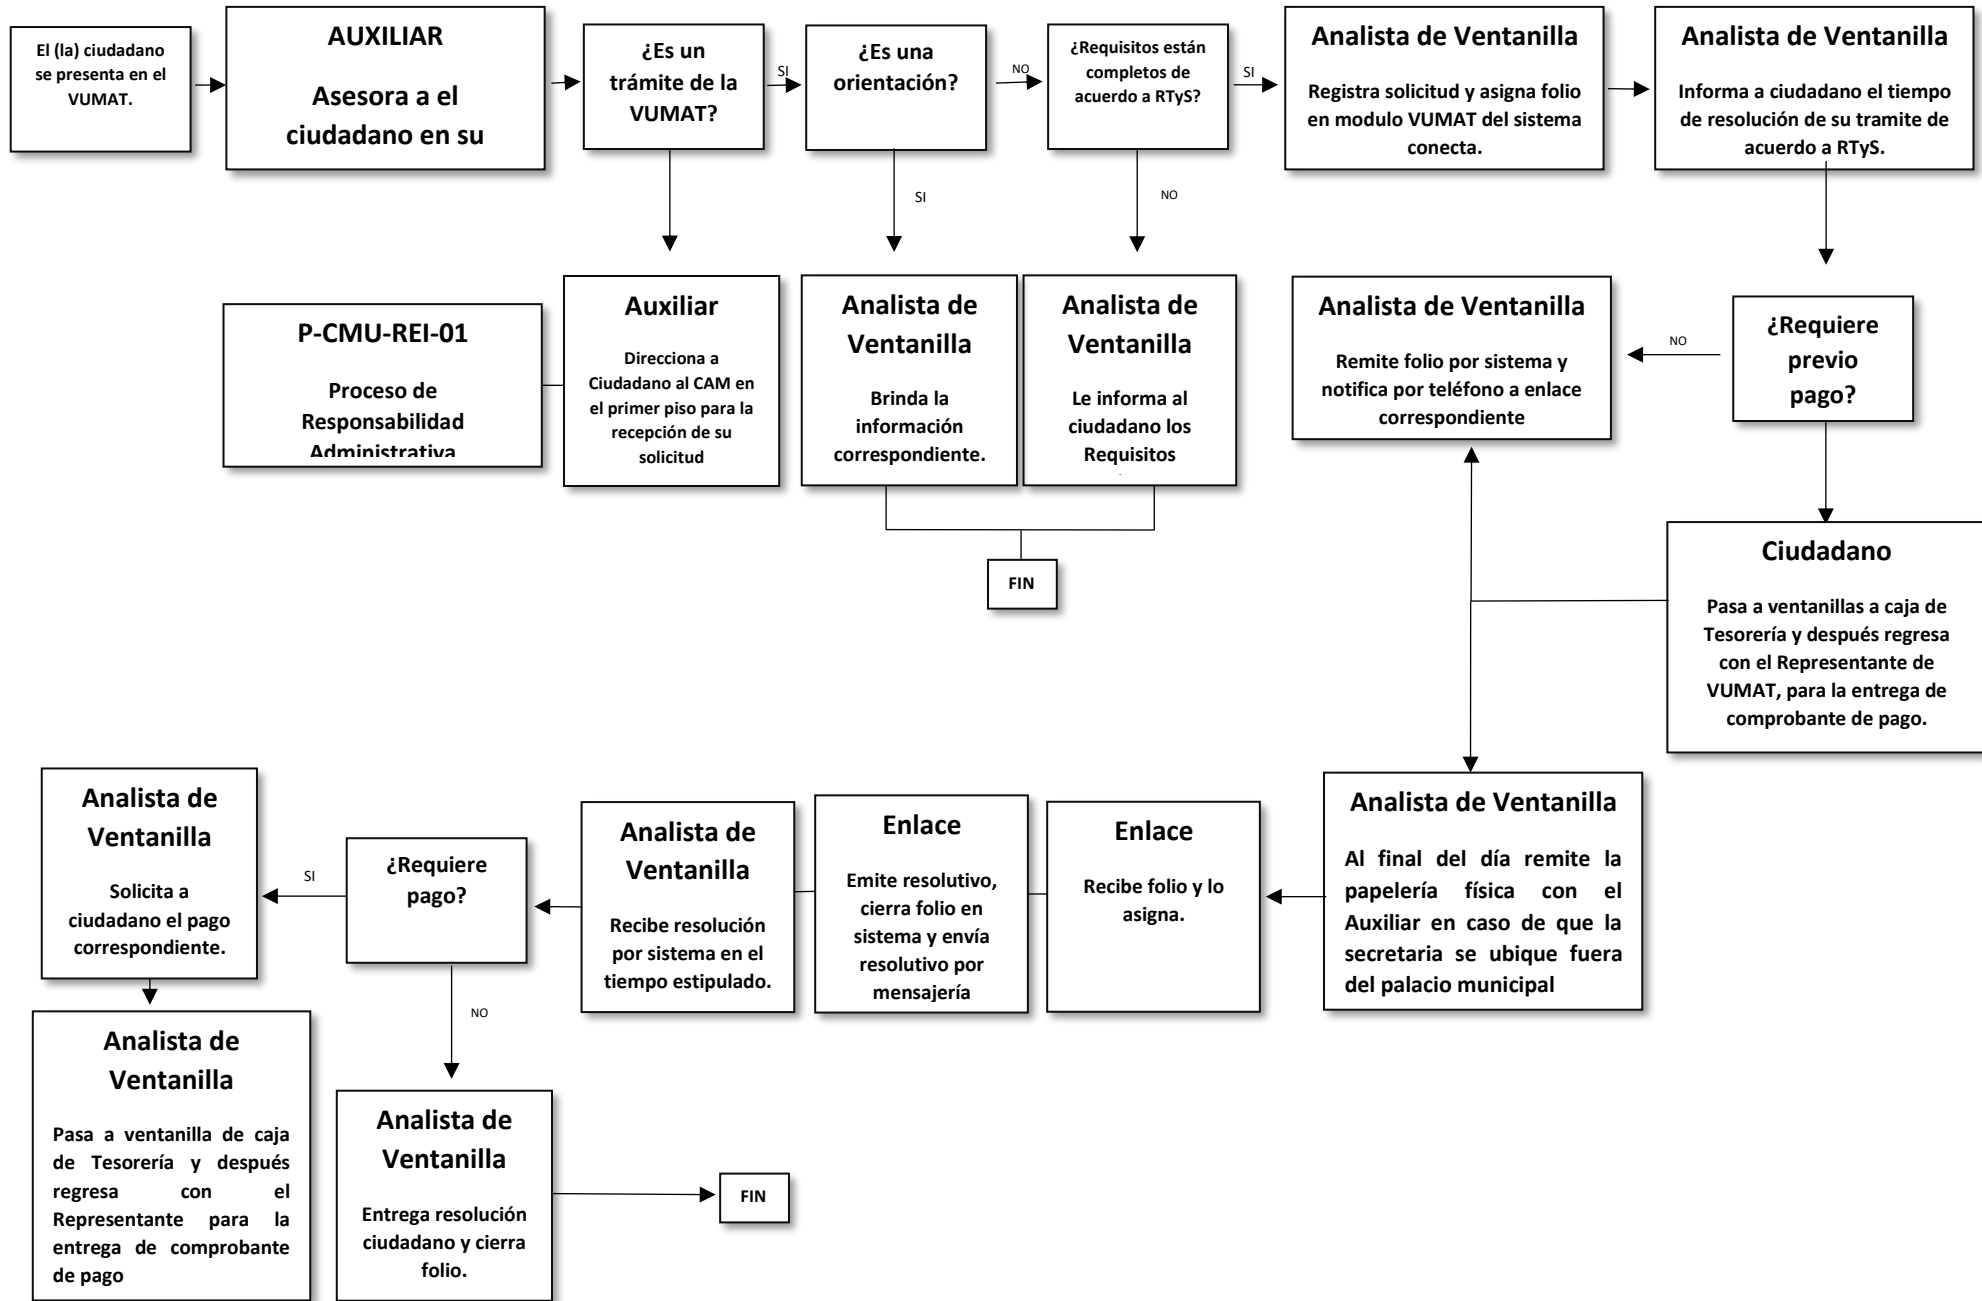 El (la) ciudadano
se presenta en el
VUMAT.
AUXILIAR
Asesora a el
ciudadano en su
¿Es un
trámite de la
VUMAT?
SI
¿Es una
orientación?
NO
¿Requisitos están
completos de
acuerdo a RTyS?
SI
Analista de Ventanilla
Registra solicitud y asigna folio
en modulo VUMAT del sistema
conecta.
Analista de Ventanilla
Informa a ciudadano el tiempo
de resolución de su tramite de
acuerdo a RTyS.
SI
NO
P-CMU-REI-01
Proceso de
Responsabilidad
Administrativa
Auxiliar
Direcciona a
Ciudadano al CAM en
el primer piso para la
recepción de su
solicitud
Analista de
Ventanilla
Brinda la
información
correspondiente.
Analista de
Ventanilla
Le informa al
ciudadano los
Requisitos
Analista de Ventanilla
Remite folio por sistema y
notifica por teléfono a enlace
correspondiente
NO
¿Requiere
previo
pago?
FIN
Ciudadano
Pasa a ventanillas a caja de
Tesorería y después regresa
con el Representante de
VUMAT, para la entrega de
comprobante de pago.
Analista de
Ventanilla
Solicita a
ciudadano el pago
correspondiente.
SI
¿Requiere
pago?
Analista de
Ventanilla
Recibe resolución
por sistema en el
tiempo estipulado.
Enlace
Emite resolutivo,
cierra folio en
sistema y envía
resolutivo por
mensajería
Enlace
Recibe folio y lo
asigna.
Analista de Ventanilla
Al final del día remite la
papelería física con el
Auxiliar en caso de que la
secretaria se ubique fuera
del palacio municipal
NO
Analista de
Ventanilla
Pasa a ventanilla de caja
de Tesorería y después
regresa con el
Representante para la
entrega de comprobante
de pago
Analista de
Ventanilla
Entrega resolución
ciudadano y cierra
folio.
FIN